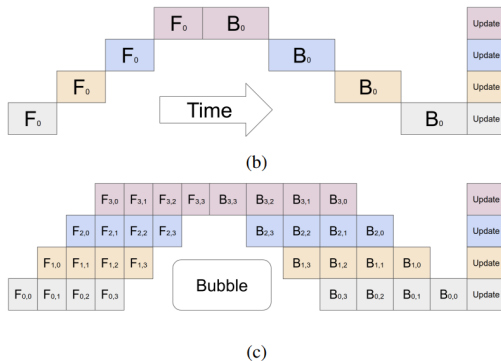 F₀ B₀ Update
F₀ B₀ Update
F₀ B₀ Update
F₀ B₀ Update
Time
(b)
F₃,₀ F₃,₁ F₃,₂ F₃,₃ B₃,₃ B₃,₂ B₃,₁ B₃,₀ Update
F₂,₀ F₂,₁ F₂,₂ F₂,₃ B₂,₃ B₂,₂ B₂,₁ B₂,₀ Update
F₁,₀ F₁,₁ F₁,₂ F₁,₃ B₁,₃ B₁,₂ B₁,₁ B₁,₀ Update
Bubble
F₀,₀ F₀,₁ F₀,₂ F₀,₃ B₀,₃ B₀,₂ B₀,₁ B₀,₀ Update
(c)